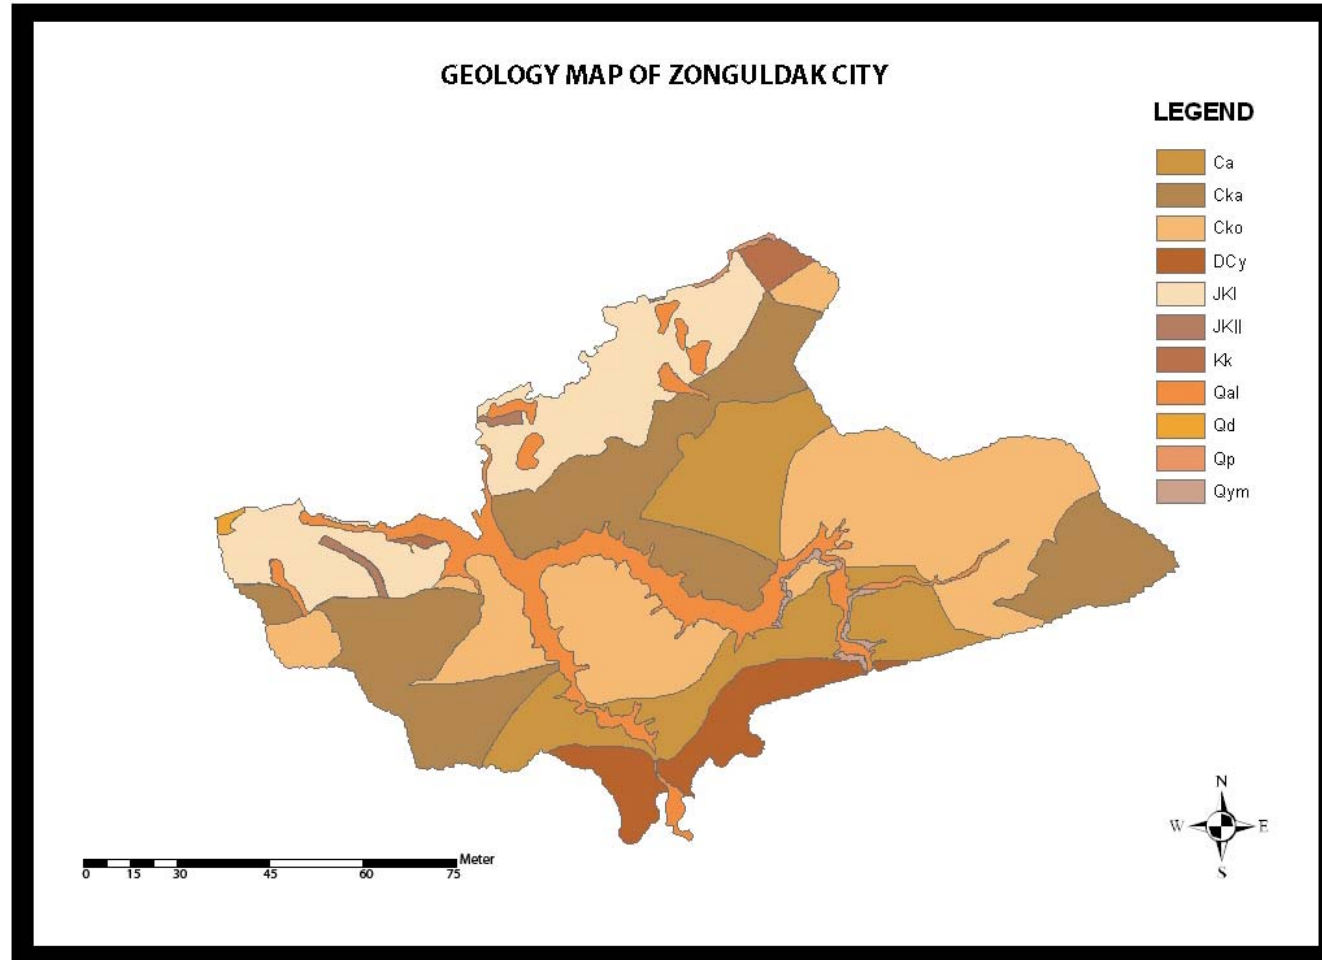 GEOLOGY MAP OF ZONGULDAK CITY
LEGEND
Ca
Cka
Cko
DCy
JKl
JKll
Kk
Qal
Qd
Qp
Qym
N
W E
S
Meter
0 15 30 45 60 75